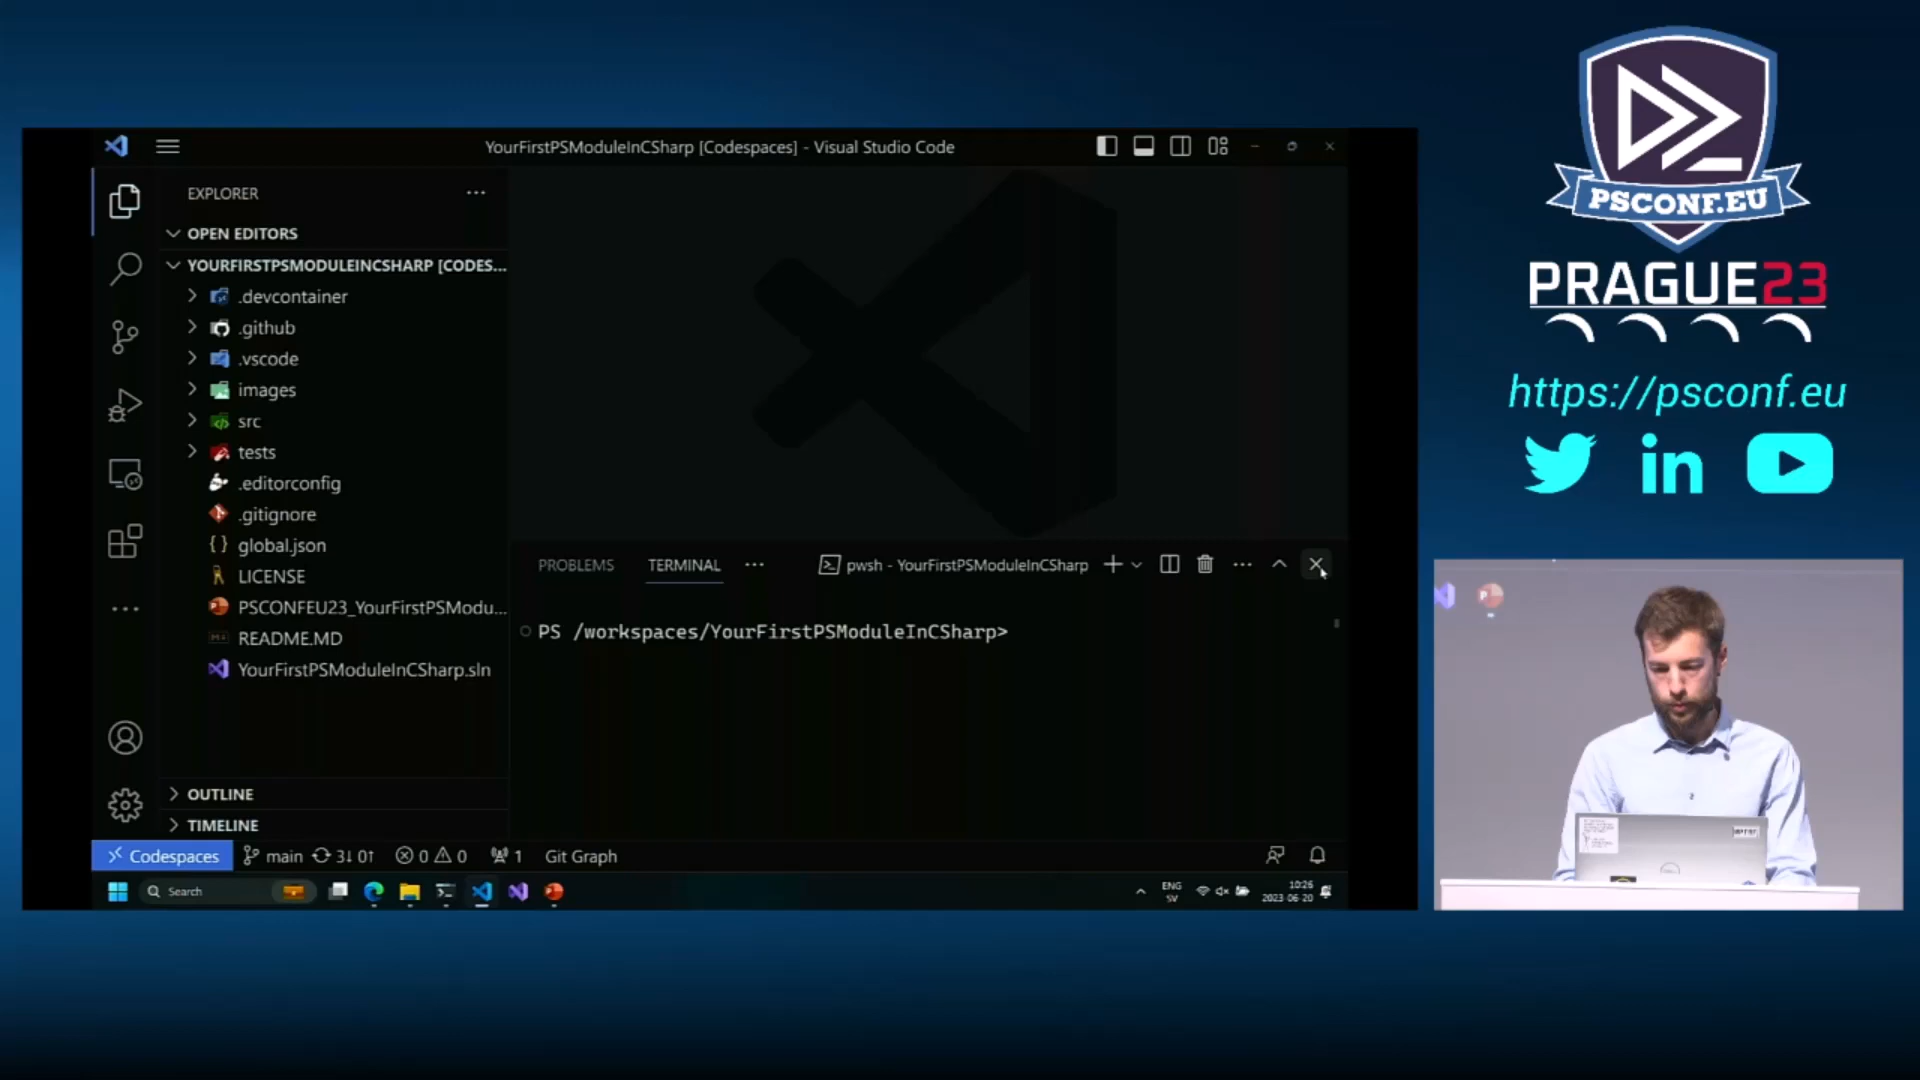 YourFirstPSModuleInCSharp [Codespaces] - Visual Studio Code
EXPLORER
OPEN EDITORS
YOURFIRSTPSMODULEINCSHARP [CODES...
.devcontainer
.github
.vscode
images
src
tests
.editorconfig
.gitignore
global.json
LICENSE
PSCONFEU23_YourFirstPSModu...
README.MD
YourFirstPSModuleInCSharp.sln
OUTLINE
TIMELINE
PROBLEMS
TERMINAL
pwsh - YourFirstPSModuleInCSharp
PS /workspaces/YourFirstPSModuleInCSharp>
Codespaces
main
3↓ 0↑
0
0
1
Git Graph
Search
ENG
SV
10:26
2023-06-20
PSCONF.EU
PRAGUE23
https://psconf.eu
in